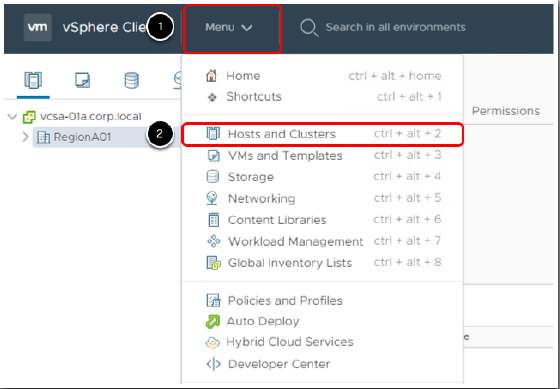 vm vSphere Clie 1 Menu Search in all environments
Home ctrl + alt + home
Shortcuts ctrl + alt + 1
Permissions
vcsa-01a.corp.local
RegionA01
2 Hosts and Clusters ctrl + alt + 2
VMs and Templates ctrl + alt + 3
Storage ctrl + alt + 4
Networking ctrl + alt + 5
Content Libraries ctrl + alt + 6
Workload Management ctrl + alt + 7
Global Inventory Lists ctrl + alt + 8
Policies and Profiles
Auto Deploy
Hybrid Cloud Services
Developer Center
e